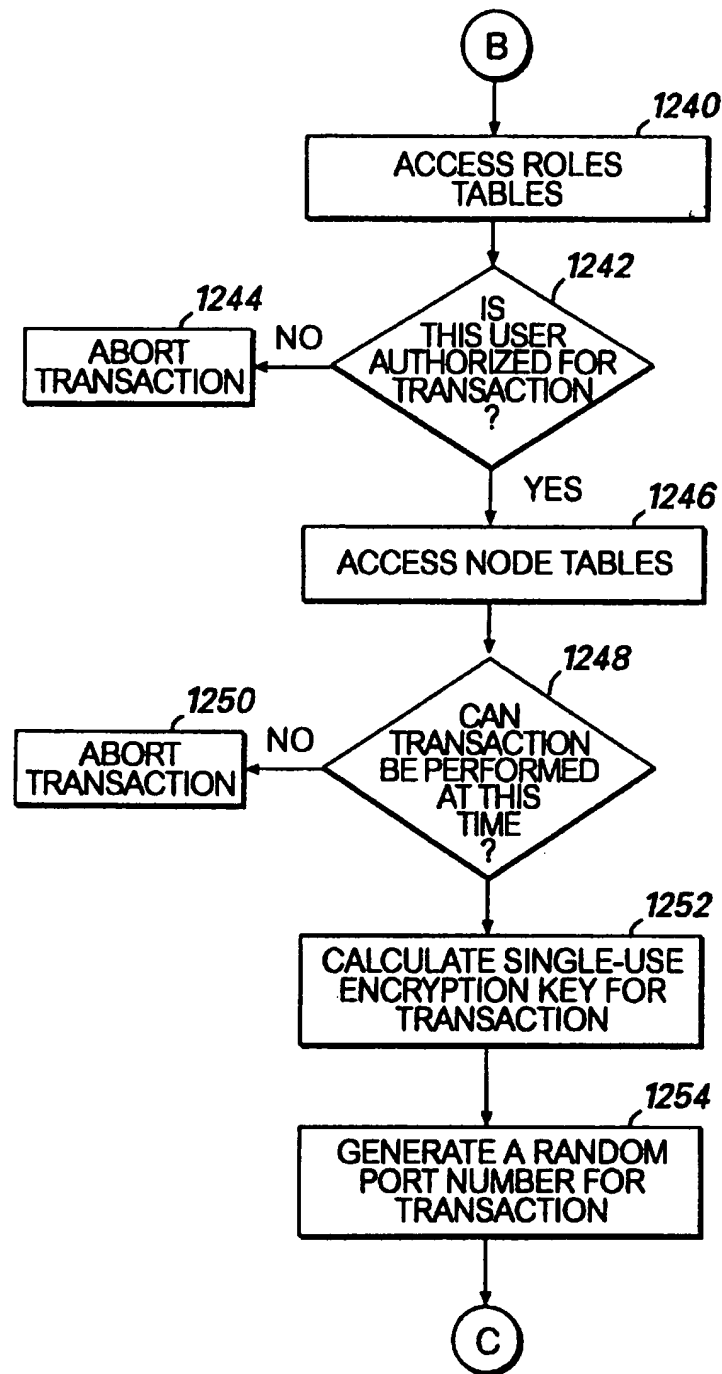 B
1240
ACCESS ROLES
TABLES
1242
IS
THIS USER
AUTHORIZED FOR
TRANSACTION
?
1244
ABORT
TRANSACTION
NO
YES
1246
ACCESS NODE TABLES
1248
CAN
TRANSACTION
BE PERFORMED
AT THIS
TIME
?
1250
ABORT
TRANSACTION
NO
1252
CALCULATE SINGLE-USE
ENCRYPTION KEY FOR
TRANSACTION
1254
GENERATE A RANDOM
PORT NUMBER FOR
TRANSACTION
C